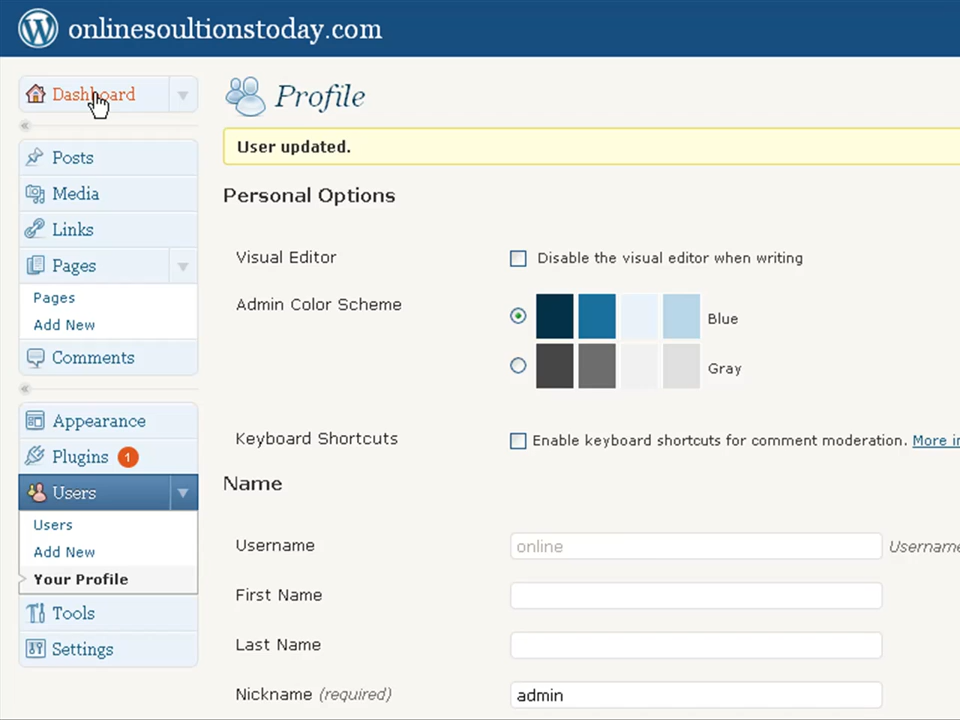 onlinesoultionstoday.com
Dashboard
Posts
Media
Links
Pages
Pages
Add New
Comments
Appearance
Plugins 1
Users
Users
Add New
Your Profile
Tools
Settings
Profile
User updated.
Personal Options
Visual Editor
Disable the visual editor when writing
Admin Color Scheme
Blue
Gray
Keyboard Shortcuts
Enable keyboard shortcuts for comment moderation. More in
Name
Username
online
Username
First Name
Last Name
Nickname (required)
admin